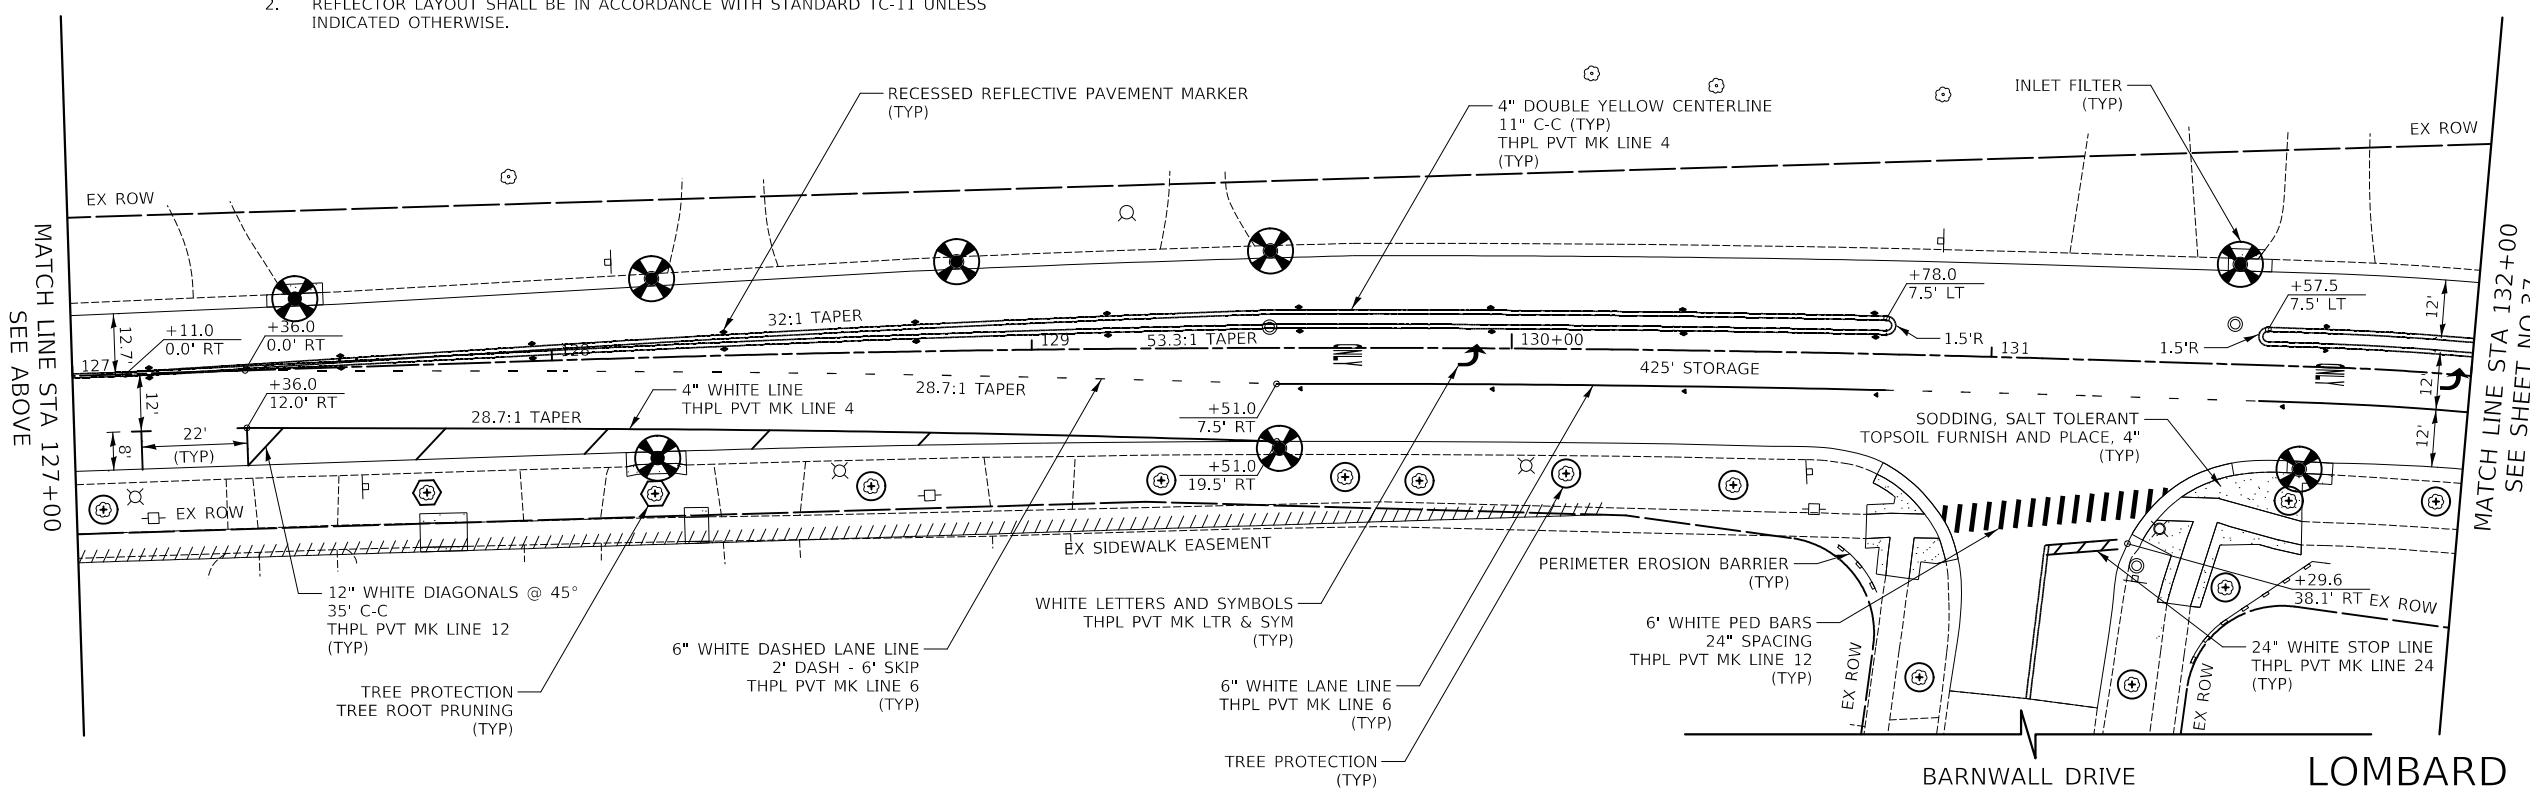 2. REFLECTOR LAYOUT SHALL BE IN ACCORDANCE WITH STANDARD TC-11 UNLESS
INDICATED OTHERWISE.
RECESSED REFLECTIVE PAVEMENT MARKER
(TYP)
4" DOUBLE YELLOW CENTERLINE
11" C-C (TYP)
THPL PVT MK LINE 4
(TYP)
INLET FILTER
(TYP)
EX ROW
EX ROW
MATCH LINE STA 127+00
SEE ABOVE
MATCH LINE STA 132+00
SEE SHEET NO
12.7'
+11.0
0.0' RT
+36.0
0.0' RT
32:1 TAPER
+78.0
7.5' LT
+57.5
7.5' LT
12'
127
128
129
53.3:1 TAPER
130+00
1.5'R
131
1.5'R
12'
+36.0
12.0' RT
4" WHITE LINE
THPL PVT MK LINE 4
28.7:1 TAPER
425' STORAGE
12'
28.7:1 TAPER
+51.0
7.5' RT
SODDING, SALT TOLERANT
TOPSOIL FURNISH AND PLACE, 4"
(TYP)
8'
22'
(TYP)
12'
+51.0
19.5' RT
EX ROW
EX SIDEWALK EASEMENT
PERIMETER EROSION BARRIER
(TYP)
12" WHITE DIAGONALS @ 45°
35' C-C
THPL PVT MK LINE 12
(TYP)
WHITE LETTERS AND SYMBOLS
THPL PVT MK LTR & SYM
(TYP)
+29.6
38.1' RT
EX ROW
6' WHITE PED BARS
24" SPACING
THPL PVT MK LINE 12
(TYP)
6" WHITE DASHED LANE LINE
2' DASH - 6' SKIP
THPL PVT MK LINE 6
(TYP)
24" WHITE STOP LINE
THPL PVT MK LINE 24
(TYP)
TREE PROTECTION
TREE ROOT PRUNING
(TYP)
6" WHITE LANE LINE
THPL PVT MK LINE 6
(TYP)
EX ROW
EX ROW
TREE PROTECTION
(TYP)
BARNWALL DRIVE
LOMBARD